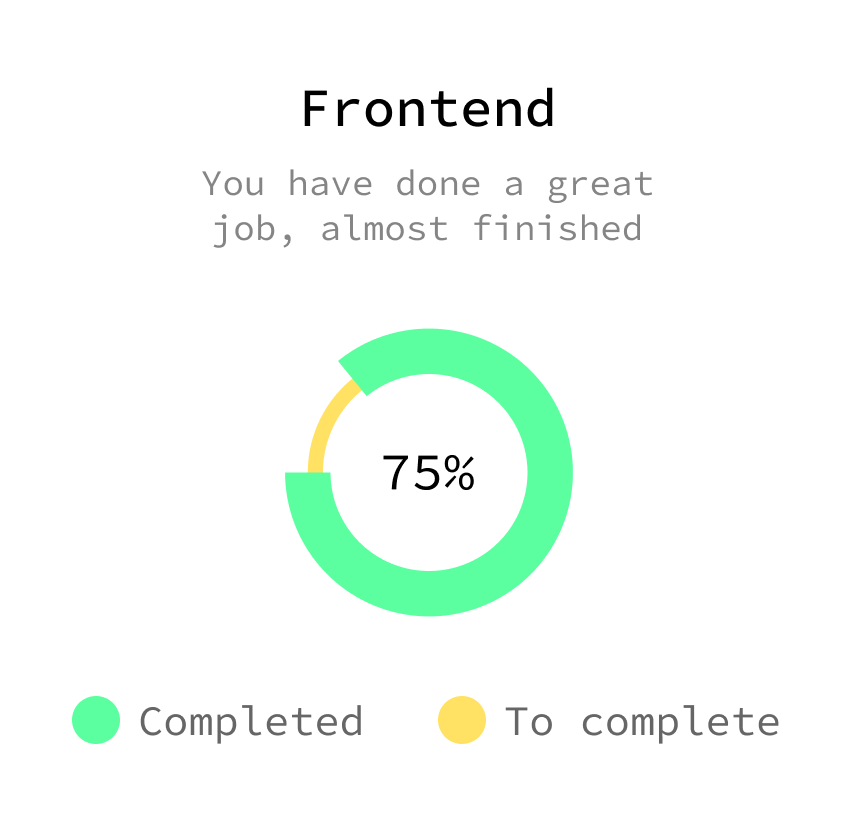 Frontend
You have done a great
job, almost finished
75%
Completed
To complete